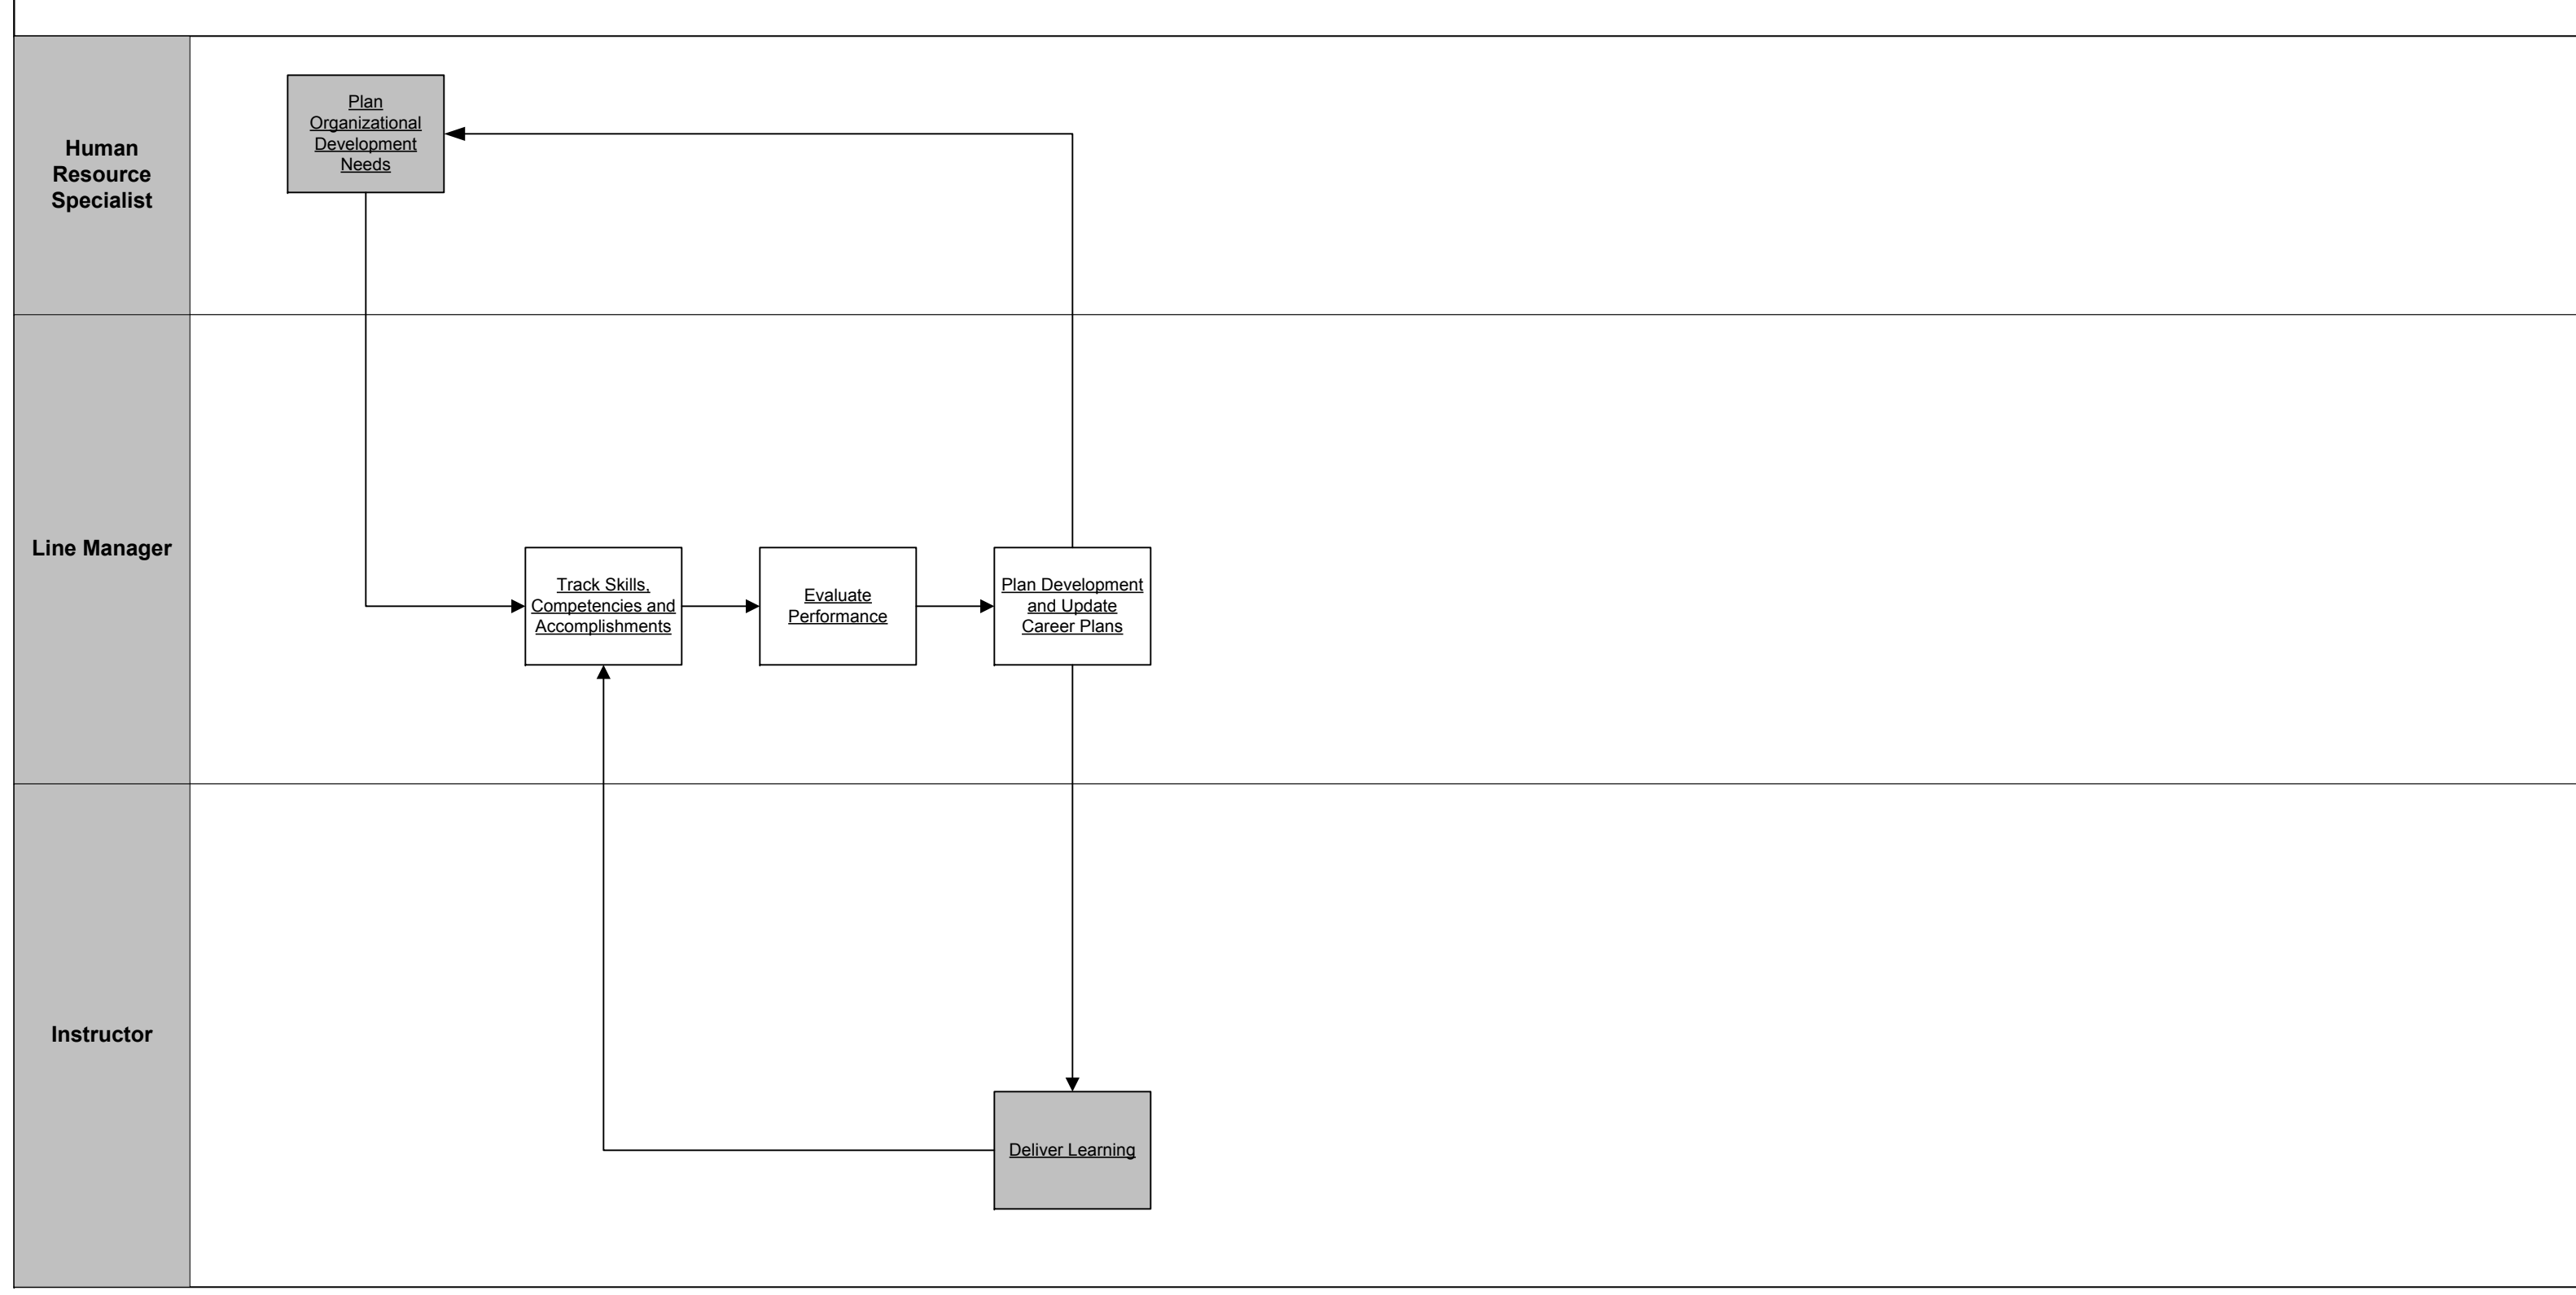 Human
Resource
Specialist
Plan
Organizational
Development
Needs
Line Manager
Track Skills,
Competencies and
Accomplishments
Evaluate
Performance
Plan Development
and Update
Career Plans
Instructor
Deliver Learning